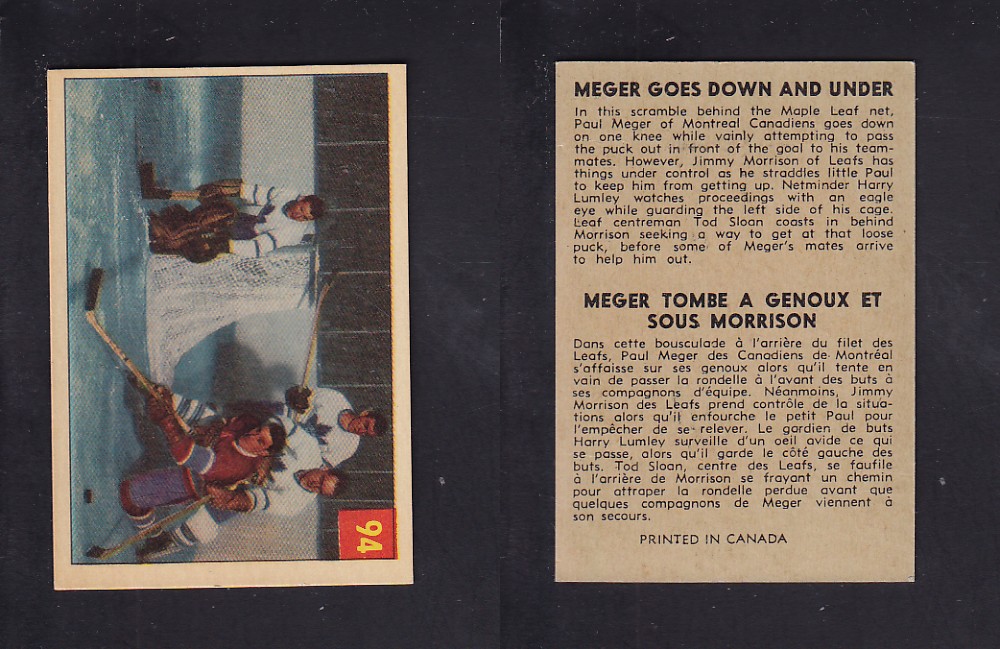 94
MEGER GOES DOWN AND UNDER
In this scramble behind the Maple Leaf net,
Paul Meger of Montreal Canadiens goes down
on one knee while vainly attempting to pass
the puck out in front of the goal to his team-
mates. However, Jimmy Morrison of Leafs has
things under control as he straddles little Paul
to keep him from getting up. Netminder Harry
Lumley watches proceedings with an eagle
eye while guarding the left side of his cage.
Leaf centreman Tod Sloan coasts in behind
Morrison seeking a way to get at that loose
puck, before some of Meger's mates arrive
to help him out.
MEGER TOMBE A GENOUX ET
SOUS MORRISON
Dans cette bousculade à l'arrière du filet des
Leafs, Paul Meger des Canadiens de Montréal
s'affaisse sur ses genoux alors qu'il tente en
vain de passer la rondelle à l'avant des buts à
ses compagnons d'équipe. Néanmoins, Jimmy
Morrison des Leafs prend contrôle de la situa-
tions alors qu'il enfourche le petit Paul pour
l'empêcher de se relever. Le gardien de buts
Harry Lumley surveille d'un oeil avide ce qui
se passe, alors qu'il garde le côté gauche des
buts. Tod Sloan, centre des Leafs, se faufile
à l'arrière de Morrison se frayant un chemin
pour attraper la rondelle perdue avant que
quelques compagnons de Meger viennent à
son secours.
PRINTED IN CANADA